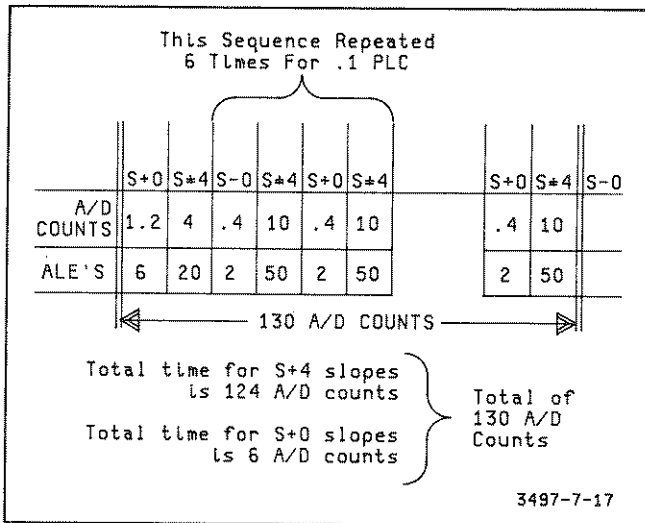 This Sequence Repeated
6 Times For .1 PLC
S+0 S±4 S-0 S±4 S+0 S±4 S+0 S±4 S-0
A/D
COUNTS 1.2 4 .4 10 .4 10 .4 10
ALE'S 6 20 2 50 2 50 2 50
130 A/D COUNTS
Total time for S+4 slopes
is 124 A/D counts
Total time for S+0 slopes
is 6 A/D counts
Total of
130 A/D
Counts
3497-7-17